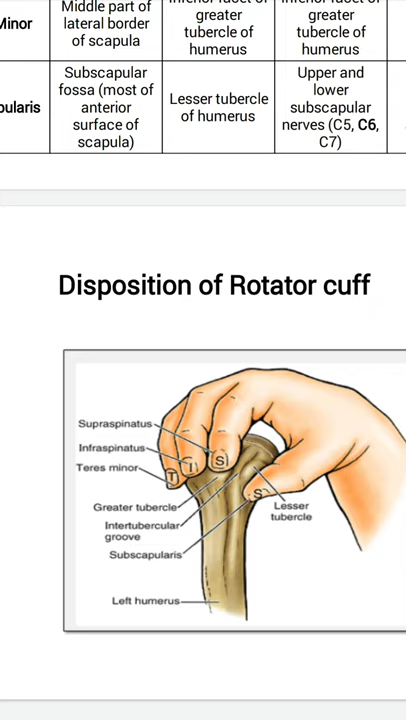 Minor
Middle part of
lateral border
of scapula
greater
tubercle of
humerus
greater
tubercle of
humerus
pularis
Subscapular
fossa (most of
anterior
surface of
scapula)
Lesser tubercle
of humerus
Upper and
lower
subscapular
nerves (C5, C6,
C7)
Disposition of Rotator cuff
Supraspinatus
Infraspinatus
Teres minor
T
I
S
S
Greater tubercle
Intertubercular
groove
Subscapularis
Lesser
tubercle
Left humerus